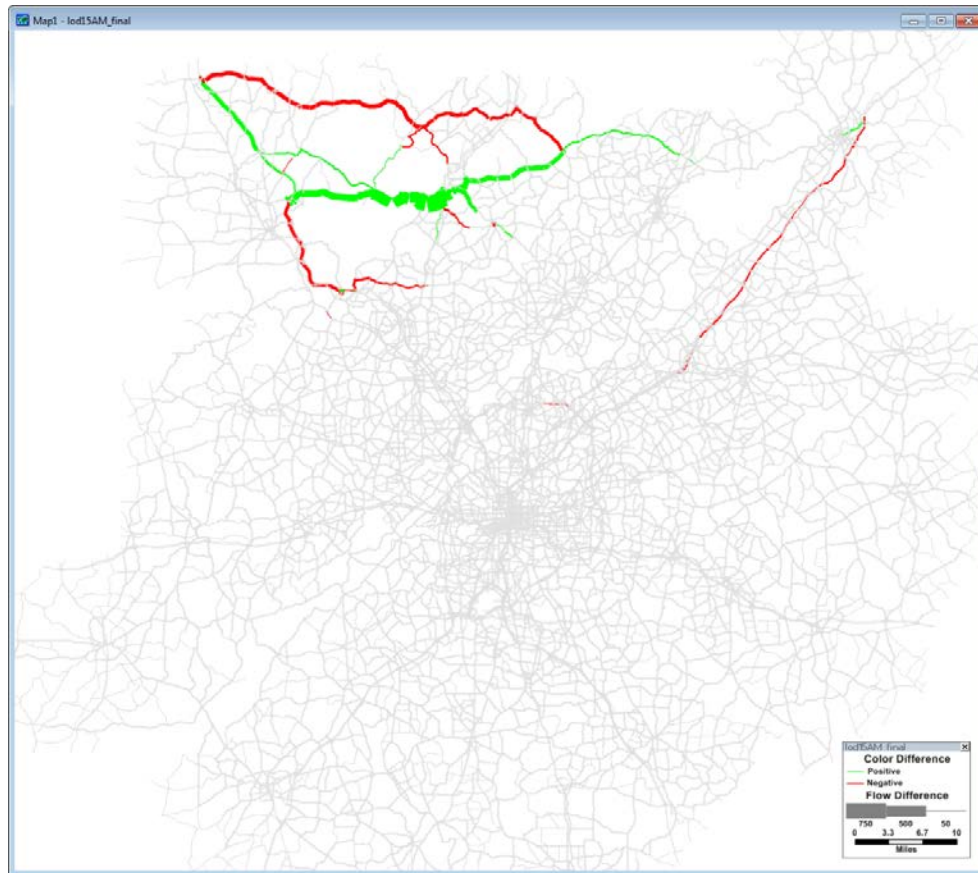 Map1 - lod15AM_final
lod15AM_final
Color Difference
Positive
Negative
Flow Difference
750 500 50
0 3.3 6.7 10
Miles